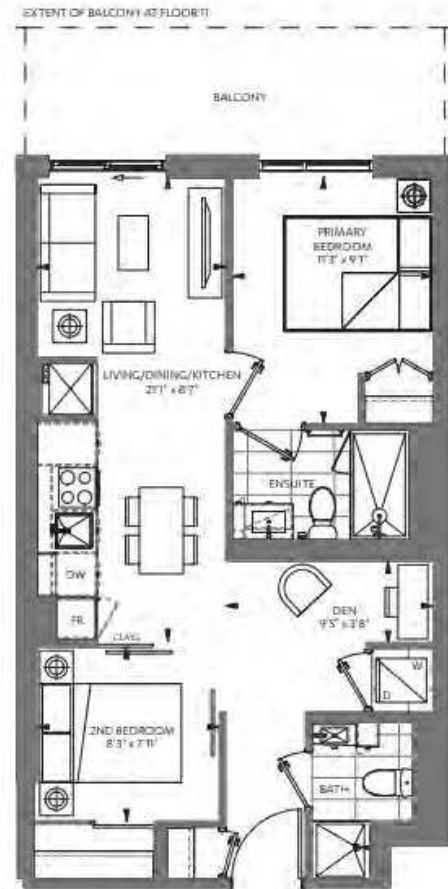 EXTENT OF BALCONY AT FLOOR 11
BALCONY
PRIMARY
BEDROOM
11'3" x 9'1"
LIVING/DINING/KITCHEN
21'1" x 8'7"
ENSUITE
DW
FR.
DEN
9'5" x 3'8"
GLASS
W
D
2ND BEDROOM
8'3" x 7'11"
BATH